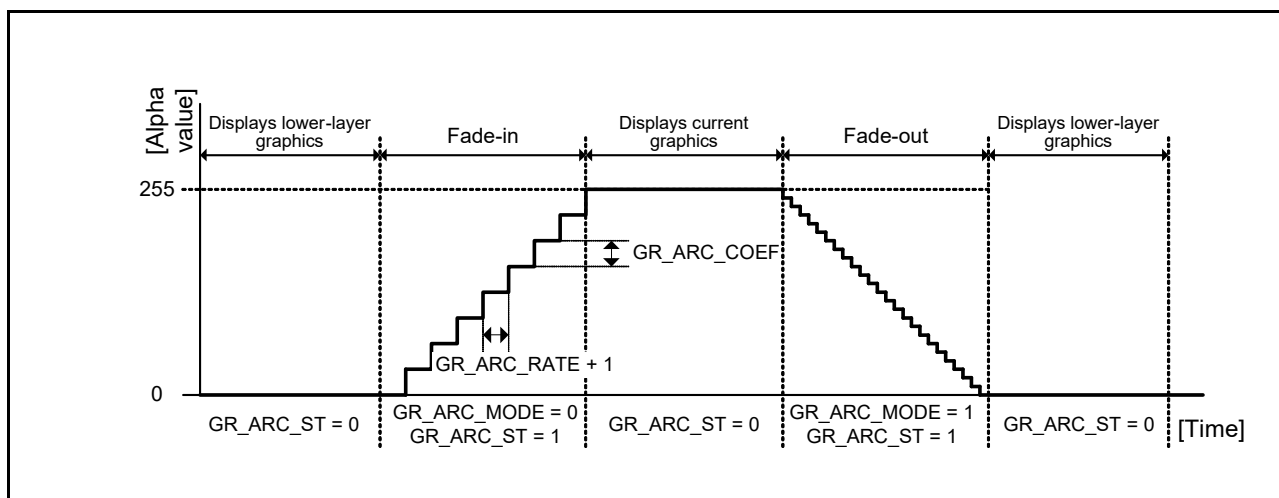 [Alpha value]
Displays lower-layer
graphics
Fade-in
Displays current
graphics
Fade-out
Displays lower-layer
graphics
255
GR_ARC_COEF
GR_ARC_RATE + 1
0
GR_ARC_ST = 0
GR_ARC_MODE = 0
GR_ARC_ST = 1
GR_ARC_ST = 0
GR_ARC_MODE = 1
GR_ARC_ST = 1
GR_ARC_ST = 0
[Time]